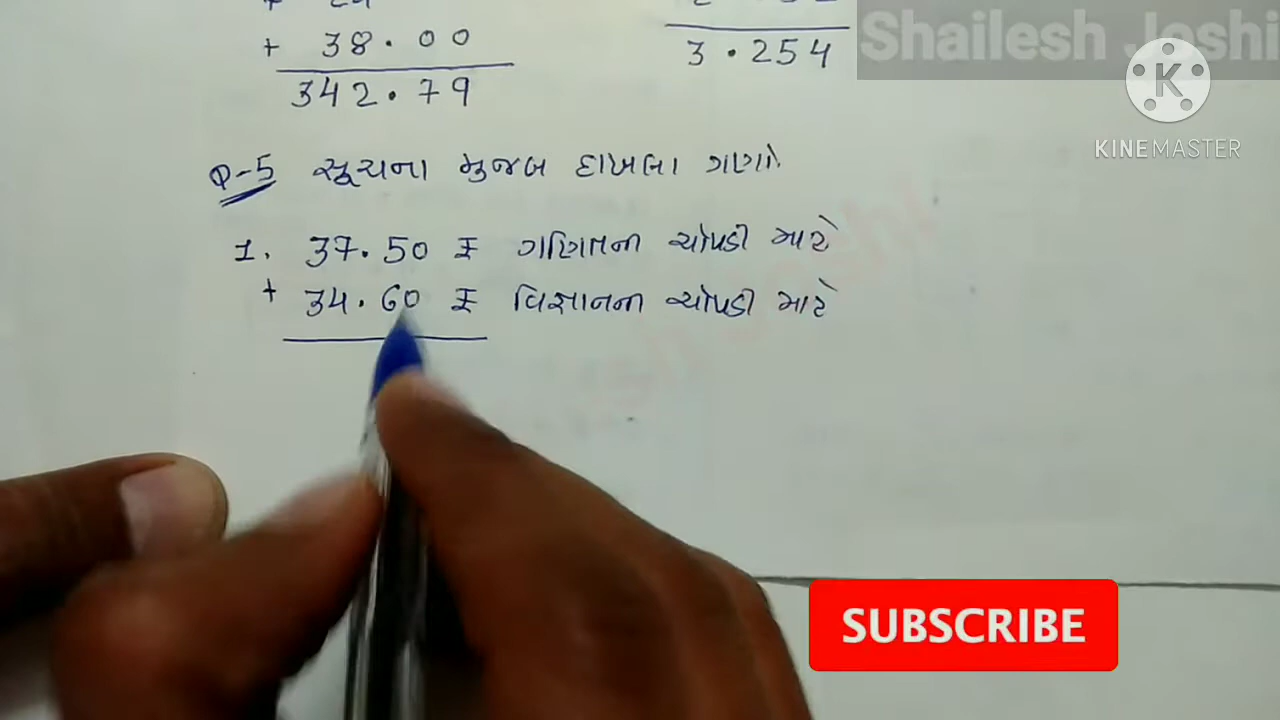 + 38.00
342.79
3.254
Shailesh Joshi
KINEMASTER
Q-5 સૂચના મુજબ દાખલા ગણો
1. 37.50 ₹ ગણિતની ચોપડી માટે
+ 34.60 ₹ વિજ્ઞાનની ચોપડી માટે
SUBSCRIBE